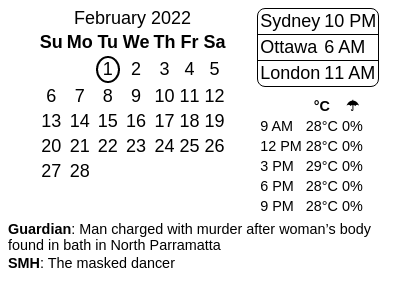 February 2022
Su Mo Tu We Th Fr Sa
1 2 3 4 5
6 7 8 9 10 11 12
13 14 15 16 17 18 19
20 21 22 23 24 25 26
27 28
Sydney 10 PM
Ottawa 6 AM
London 11 AM
°C ☂
9 AM 28°C 0%
12 PM 28°C 0%
3 PM 29°C 0%
6 PM 28°C 0%
9 PM 28°C 0%
Guardian: Man charged with murder after woman’s body
found in bath in North Parramatta
SMH: The masked dancer